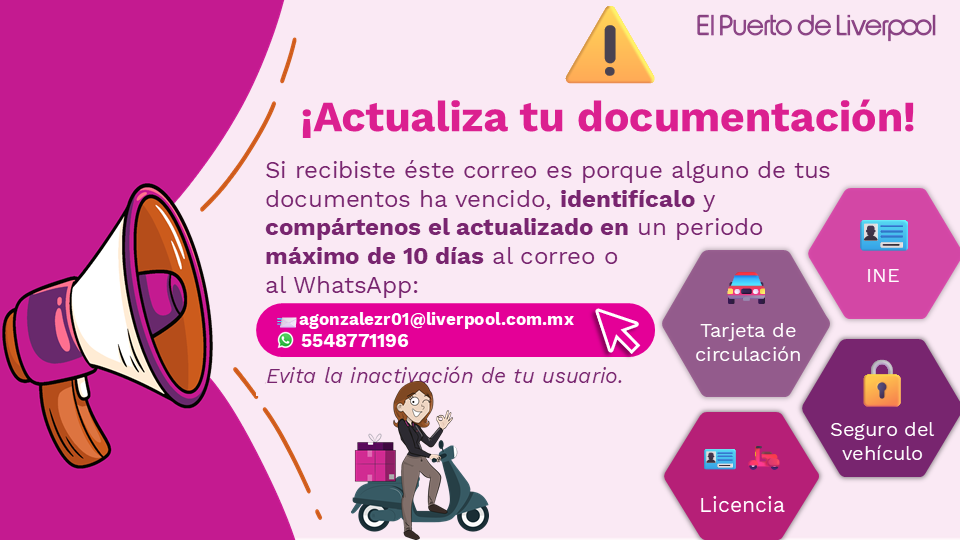 El Puerto de Liverpool
¡Actualiza tu documentación!
Si recibiste éste correo es porque alguno de tus
documentos ha vencido, identifícalo y
compártenos el actualizado en un periodo
máximo de 10 días al correo o
al WhatsApp:
agonzalezr01@liverpool.com.mx
5548771196
Evita la inactivación de tu usuario.
INE
Tarjeta de
circulación
Seguro del
vehículo
Licencia